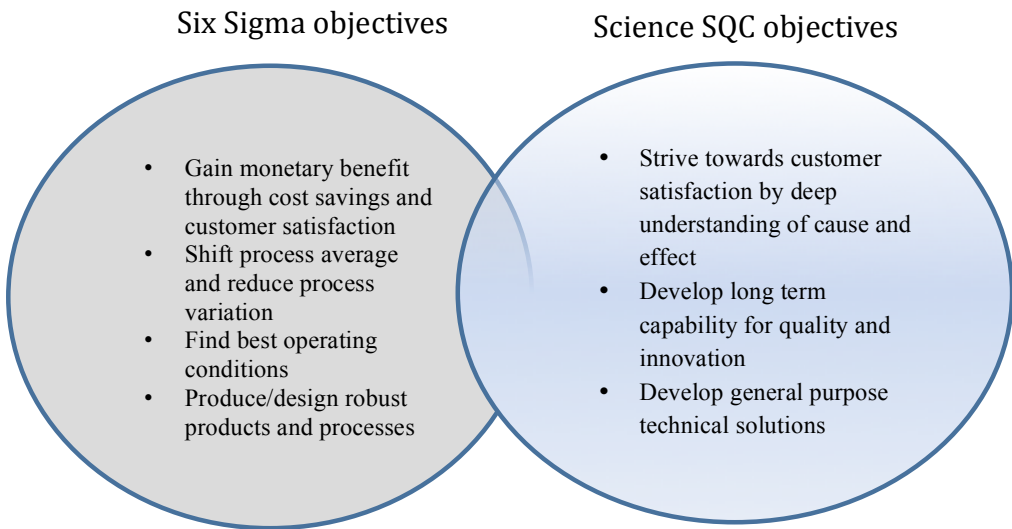 Six Sigma objectives
Science SQC objectives
• Gain monetary benefit
through cost savings and
customer satisfaction
• Shift process average
and reduce process
variation
• Find best operating
conditions
• Produce/design robust
products and processes
• Strive towards customer
satisfaction by deep
understanding of cause and
effect
• Develop long term
capability for quality and
innovation
• Develop general purpose
technical solutions